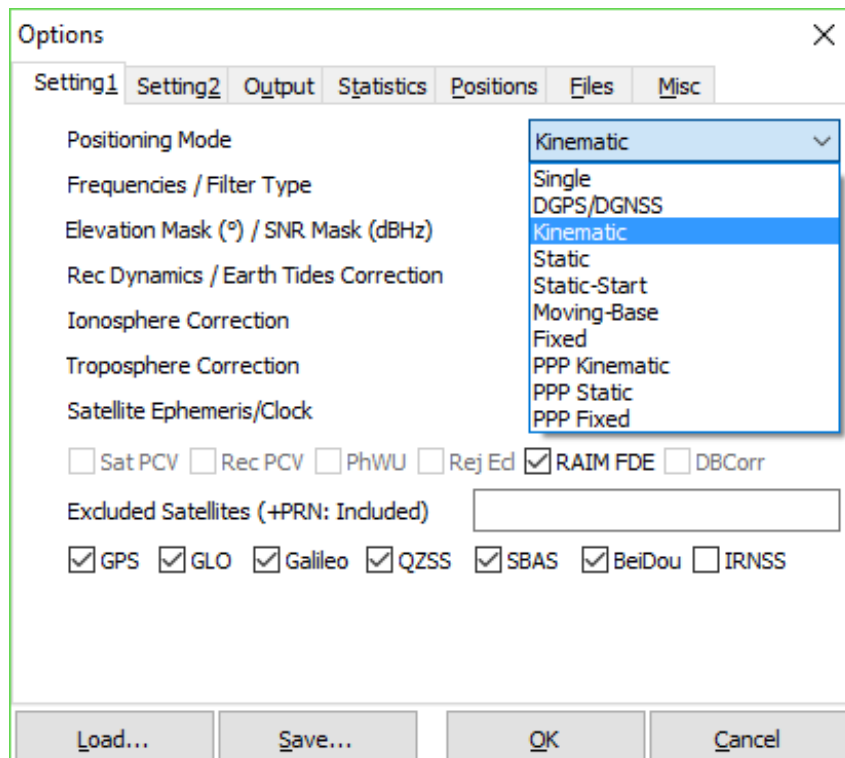 Options
Setting1 Setting2 Output Statistics Positions Files Misc
Positioning Mode Kinematic
Frequencies / Filter Type Single
DGPS/DGNSS
Elevation Mask (°) / SNR Mask (dBHz) Kinematic
Static
Rec Dynamics / Earth Tides Correction Static-Start
Ionosphere Correction Moving-Base
Fixed
Troposphere Correction PPP Kinematic
PPP Static
Satellite Ephemeris/Clock PPP Fixed
Sat PCV Rec PCV PhWU Rej Ecl RAIM FDE DBCorr
Excluded Satellites (+PRN: Included)
GPS GLO Galileo QZSS SBAS BeiDou IRNSS
Load... Save... OK Cancel